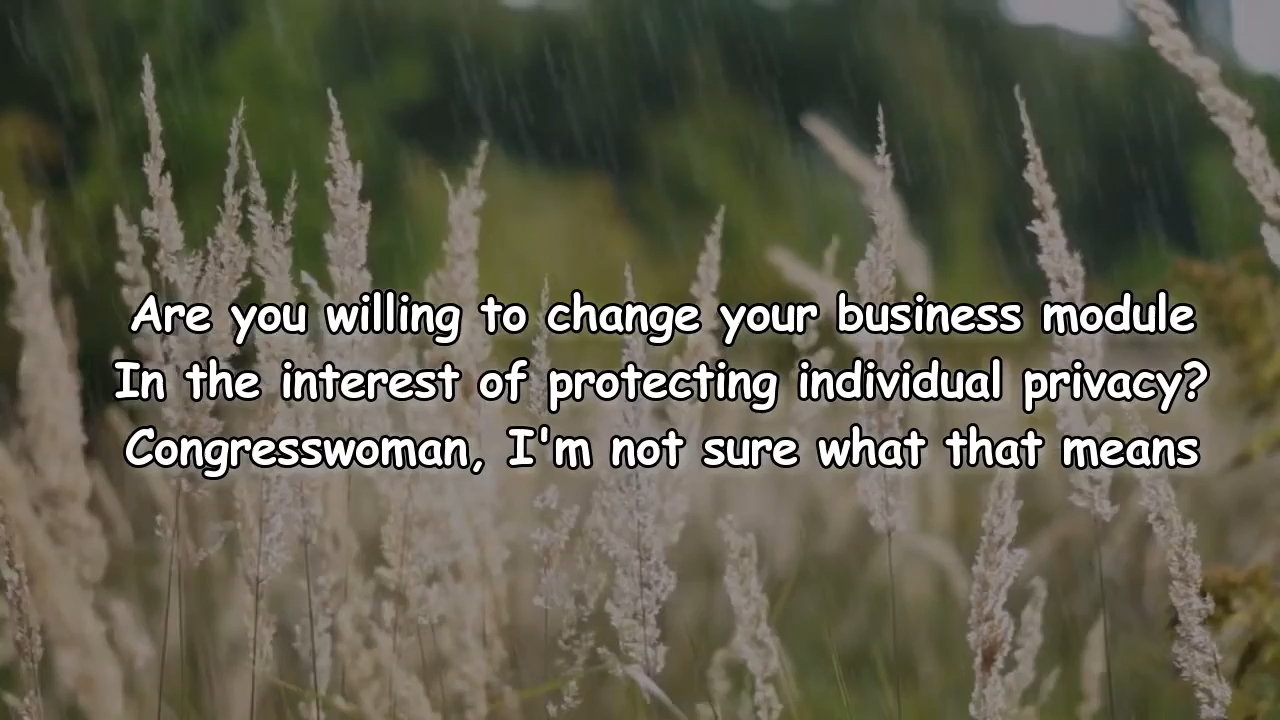 Are you willing to change your business module
In the interest of protecting individual privacy?
Congresswoman, I'm not sure what that means